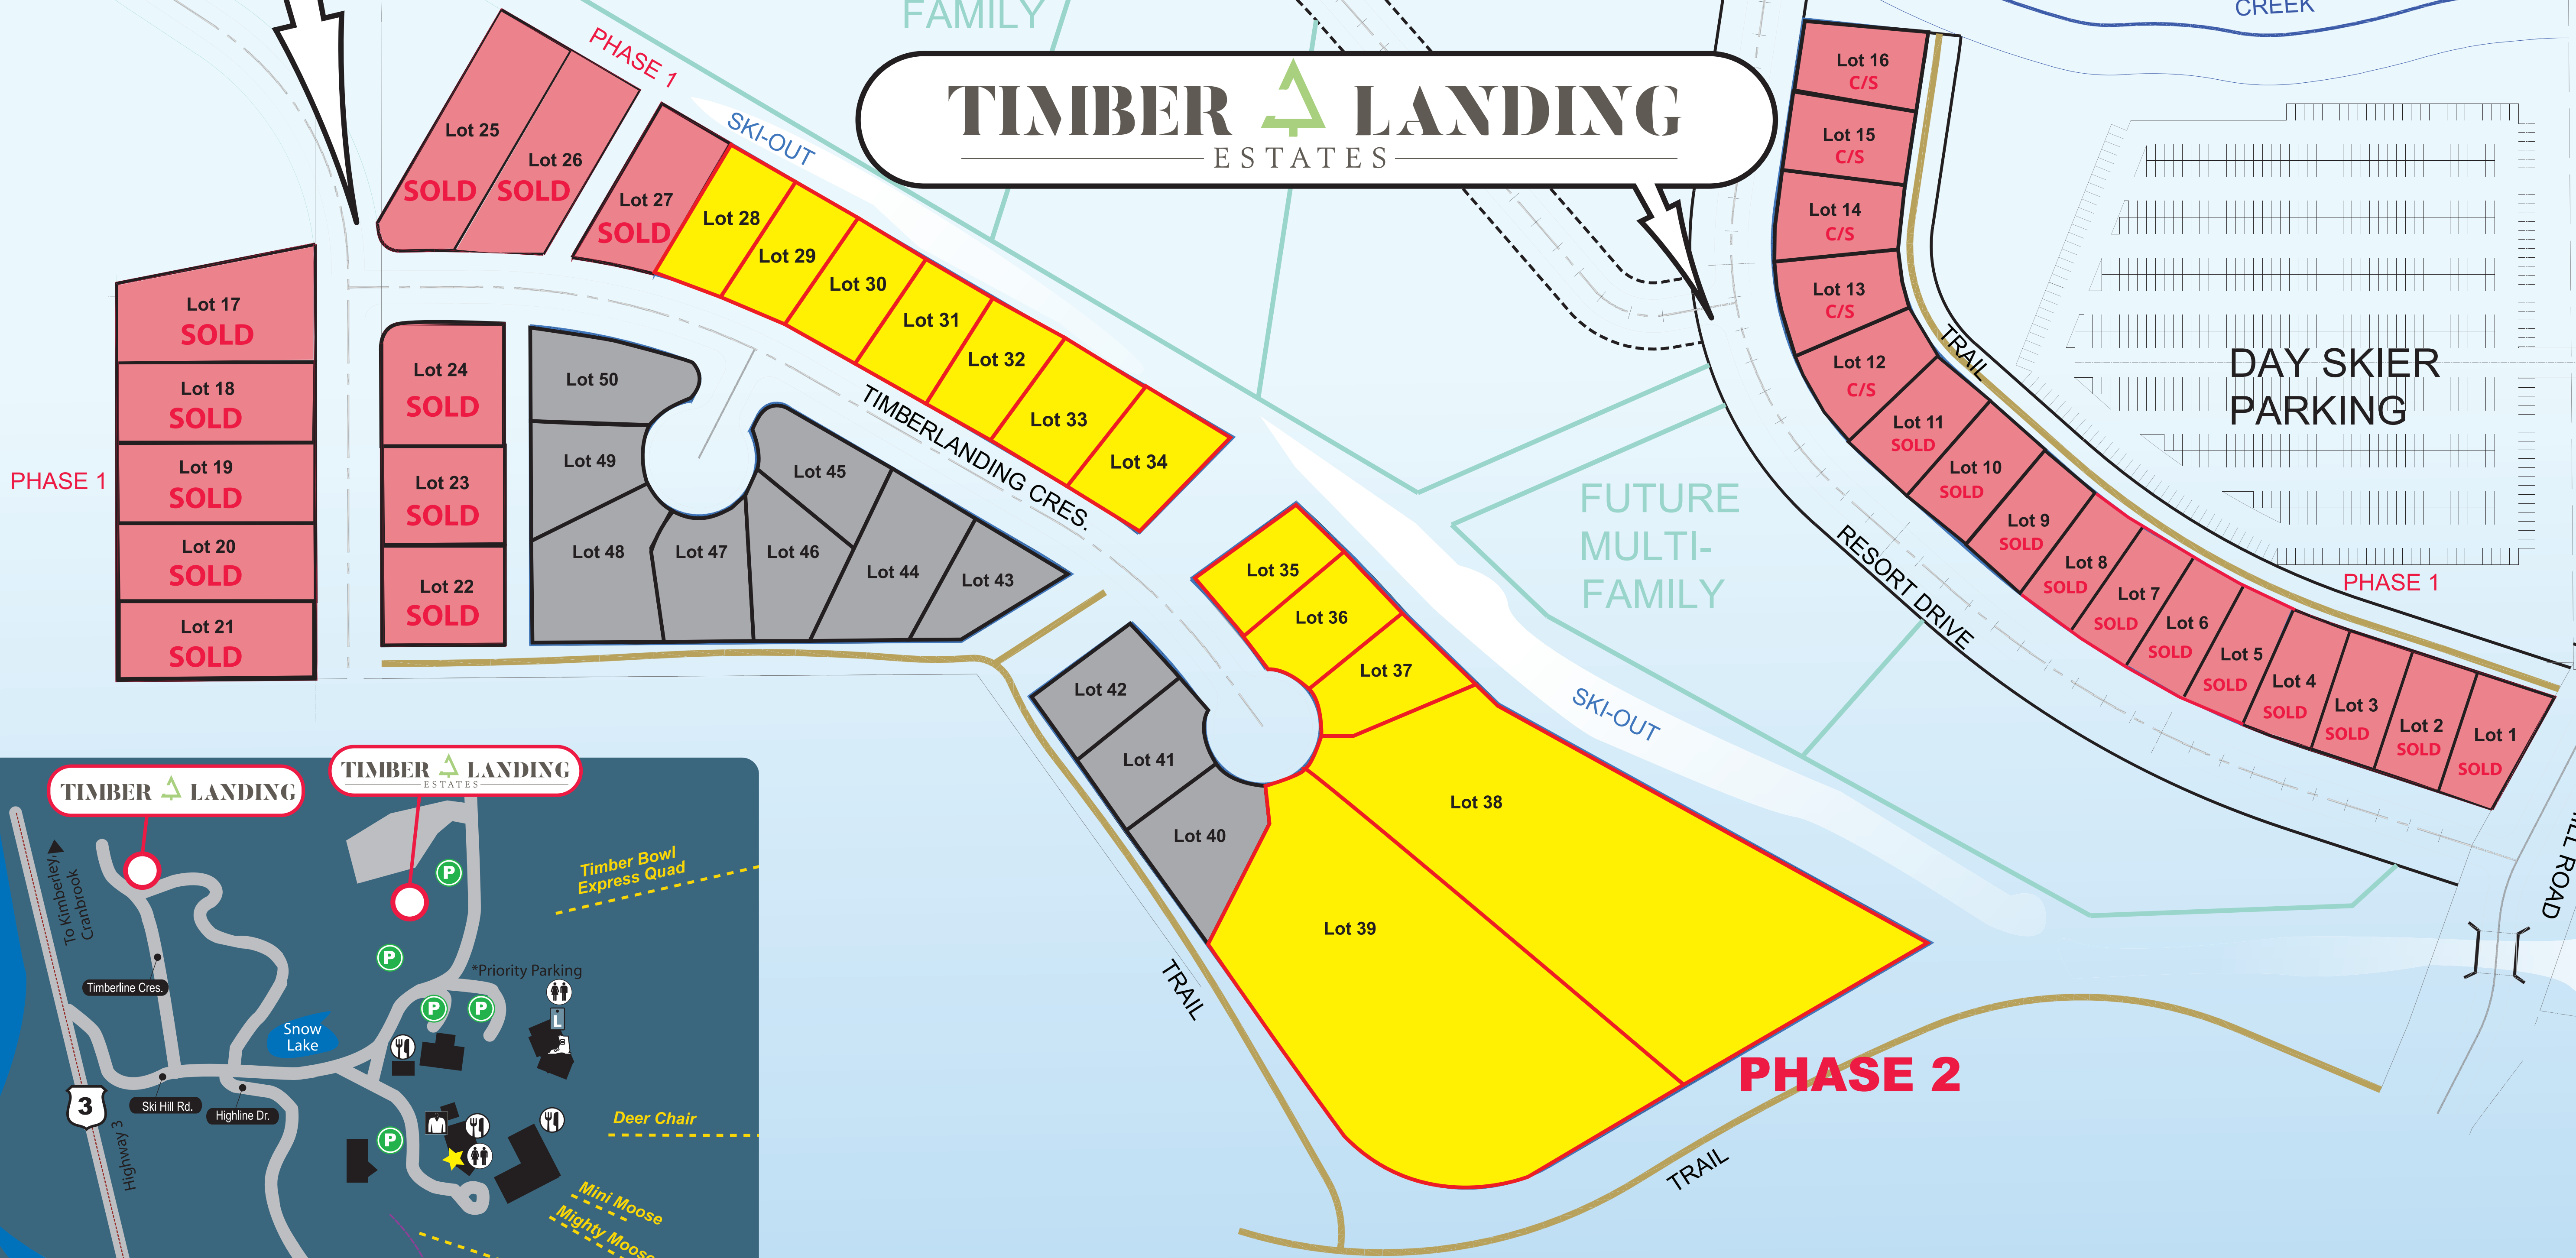 FAMILY
CREEK
PHASE 1
SKI-OUT
TIMBER LANDING
ESTATES
Lot 25
SOLD
Lot 26
SOLD
Lot 27
SOLD
Lot 28
Lot 29
Lot 30
Lot 31
Lot 32
Lot 33
Lot 34
Lot 16
C/S
Lot 15
C/S
Lot 14
C/S
Lot 13
C/S
Lot 12
C/S
Lot 11
SOLD
Lot 10
SOLD
Lot 9
SOLD
Lot 8
SOLD
Lot 7
SOLD
Lot 6
SOLD
Lot 5
SOLD
Lot 4
SOLD
Lot 3
SOLD
Lot 2
SOLD
Lot 1
SOLD
TRAIL
DAY SKIER
PARKING
PHASE 1
RESORT DRIVE
ROAD
FUTURE
MULTI-
FAMILY
PHASE 1
Lot 17
SOLD
Lot 18
SOLD
Lot 19
SOLD
Lot 20
SOLD
Lot 21
SOLD
Lot 24
SOLD
Lot 23
SOLD
Lot 22
SOLD
Lot 50
Lot 49
Lot 48
Lot 47
Lot 46
Lot 45
Lot 44
Lot 43
TIMBERLANDING CRES.
Lot 35
Lot 36
Lot 37
Lot 38
Lot 39
Lot 42
Lot 41
Lot 40
SKI-OUT
TRAIL
PHASE 2
TRAIL
TIMBER LANDING
TIMBER LANDING
ESTATES
To Kimberley,
Cranbrook
P
Timber Bowl
Express Quad
P
*Priority Parking
Timberline Cres.
P
P
L
Snow
Lake
3
Ski Hill Rd.
Highline Dr.
Highway 3
P
Deer Chair
Mini Moose
Mighty Moose